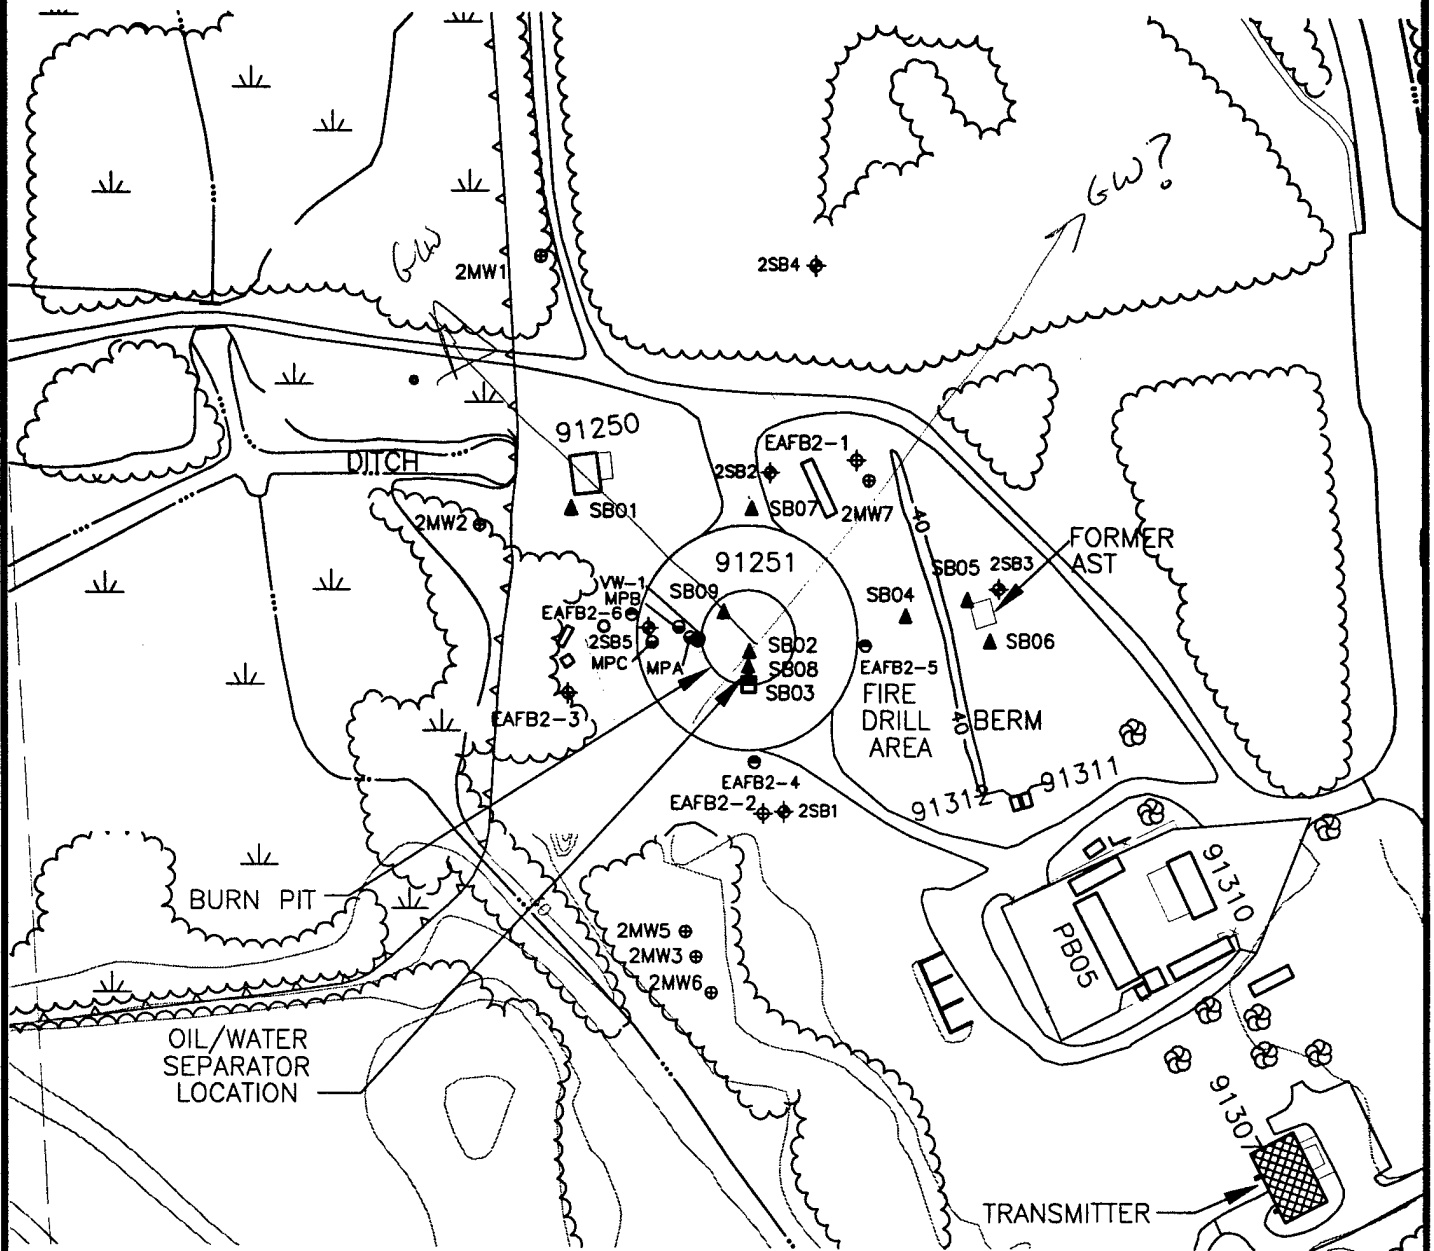 GW?
GW
2MW1
2SB4
91250
DITCH
2MW2
SB01
EAFB2-1
2SB2
SB07
2MW7
40
FORMER
AST
91251
SB05
2SB3
VW-1
MPB
SB09
SB04
EAFB2-6
2SB5
MPC
MPA
SB02
SB08
SB03
SB06
EAFB2-5
EAFB2-3
FIRE
DRILL
AREA
40
BERM
EAFB2-4
EAFB2-2
2SB1
91312
91311
BURN PIT
91310
PB05
2MW5
2MW3
2MW6
OIL/WATER
SEPARATOR
LOCATION
91307
TRANSMITTER